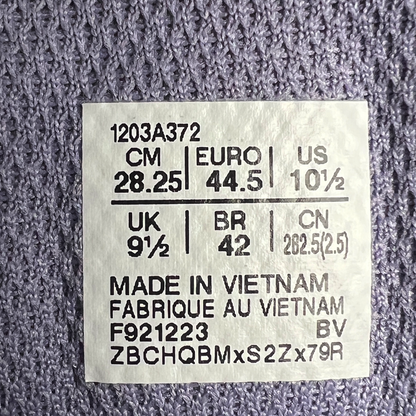 1203A372
CM | EURO | US
28.25 | 44.5 | 10½
UK | BR | CN
9½ | 42 | 282.5(2.5)
MADE IN VIETNAM
FABRIQUE AU VIETNAM
F921223 BV
ZBCHQBMxS2Zx79R